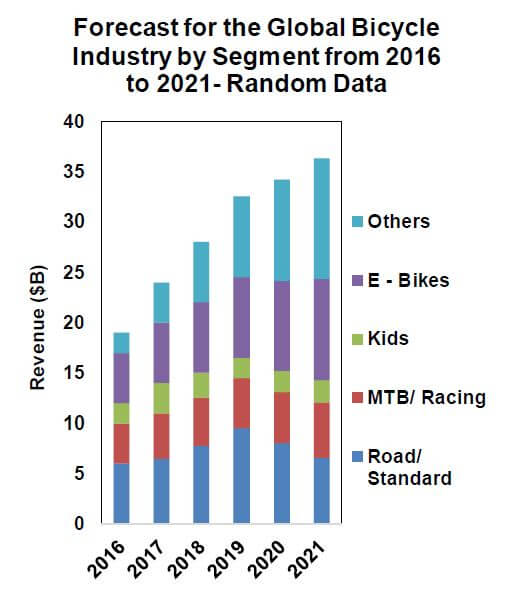 Forecast for the Global Bicycle
Industry by Segment from 2016
to 2021- Random Data
Revenue ($B)
40
35
30
25
20
15
10
5
0
2016
2017
2018
2019
2020
2021
Others
E - Bikes
Kids
MTB/ Racing
Road/
Standard